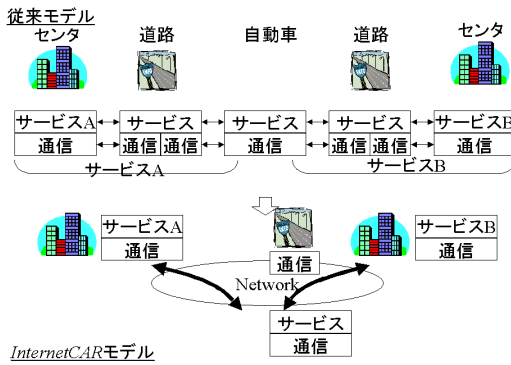 従来モデル
センタ 道路 自動車 道路 センタ
サービスA サービス サービス サービス サービスB
通信 通信 通信 通信 通信 通信 通信
サービスA サービスB
サービスA サービスB
通信 通信 通信
Network
サービス
通信
InternetCARモデル